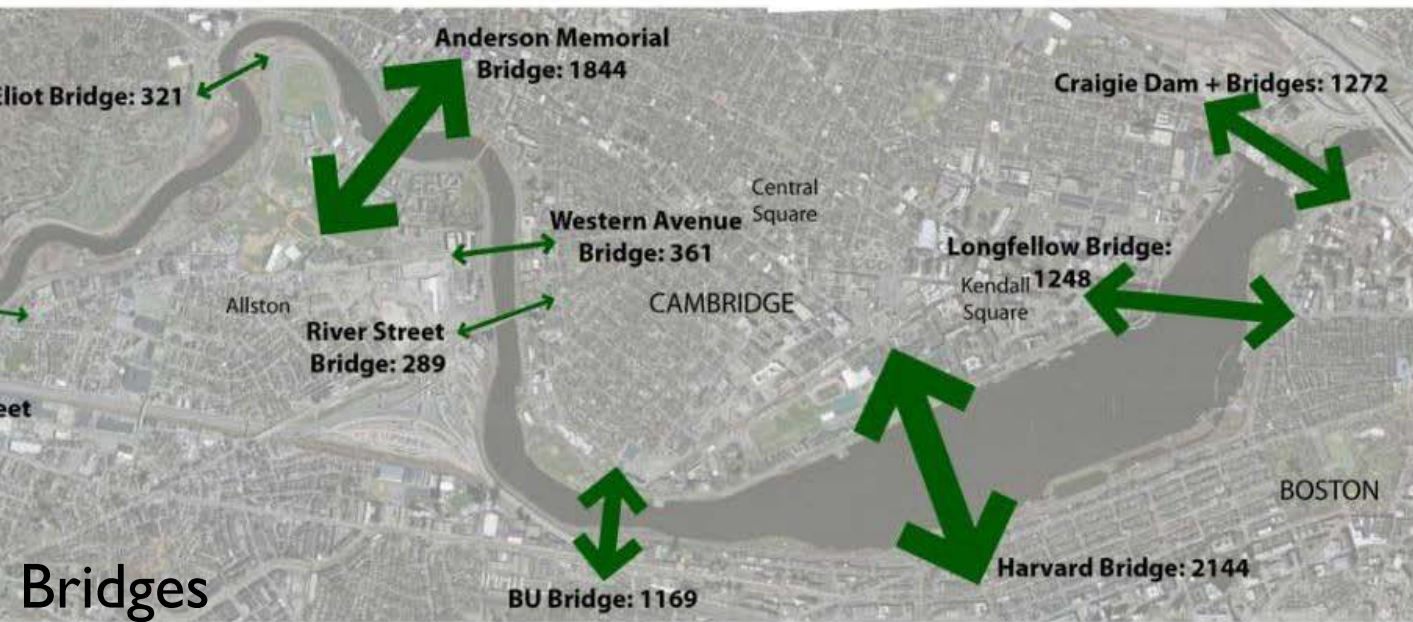 Anderson Memorial
Bridge: 1844
Eliot Bridge: 321
Craigie Dam + Bridges: 1272
Central
Square
Western Avenue
Bridge: 361
Longfellow Bridge:
1248
Kendall
Square
Allston
CAMBRIDGE
River Street
Bridge: 289
eet
BOSTON
Harvard Bridge: 2144
BU Bridge: 1169
Bridges